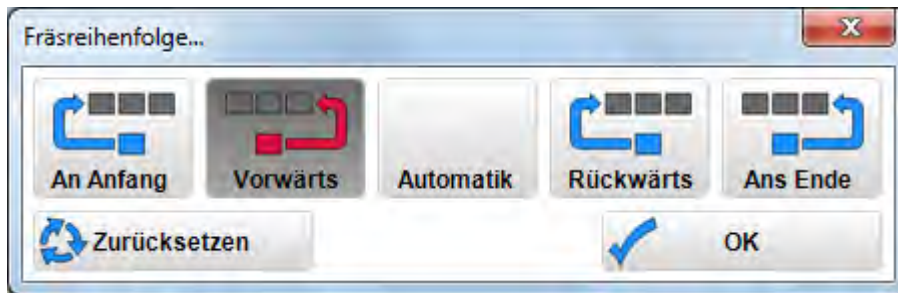 Fräsreihenfolge...
An Anfang
Vorwärts
Automatik
Rückwärts
Ans Ende
Zurücksetzen
OK